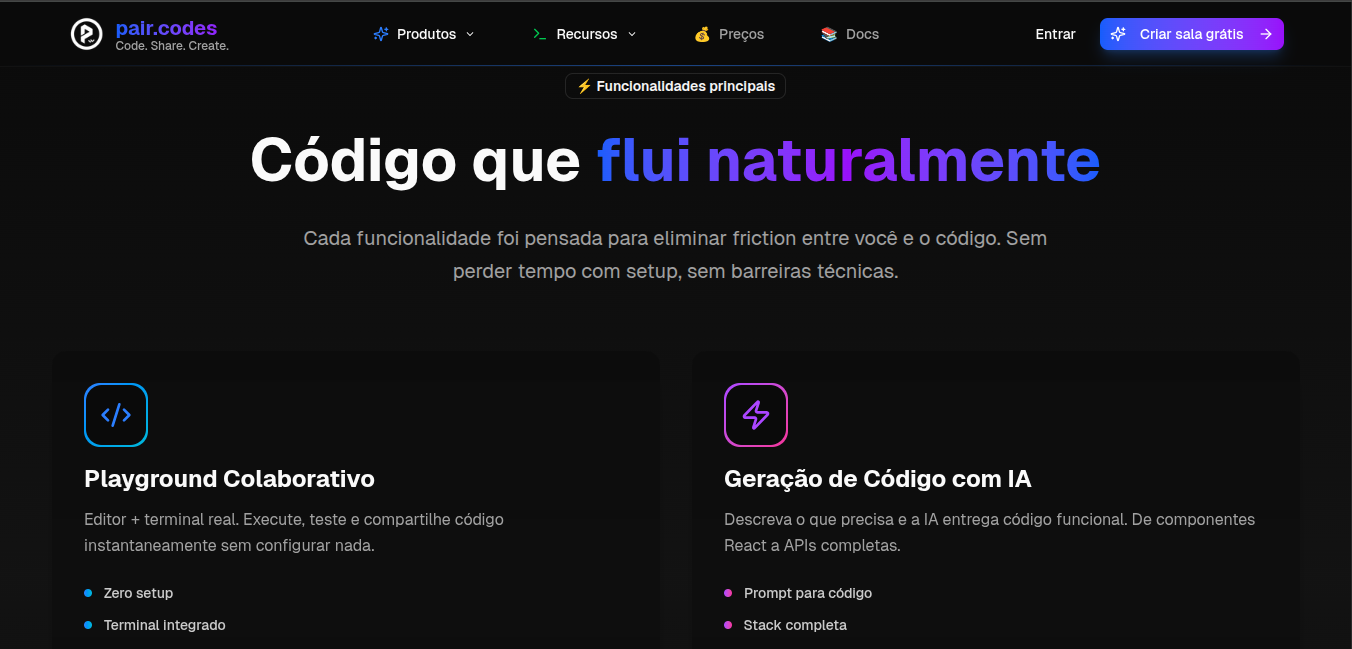 pair.codes
Code. Share. Create.
Produtos
Recursos
Preços
Docs
Entrar
Criar sala grátis
Funcionalidades principais
Código que flui naturalmente
Cada funcionalidade foi pensada para eliminar friction entre você e o código. Sem
perder tempo com setup, sem barreiras técnicas.
Playground Colaborativo
Editor + terminal real. Execute, teste e compartilhe código
instantaneamente sem configurar nada.
Zero setup
Terminal integrado
Geração de Código com IA
Descreva o que precisa e a IA entrega código funcional. De componentes
React a APIs completas.
Prompt para código
Stack completa